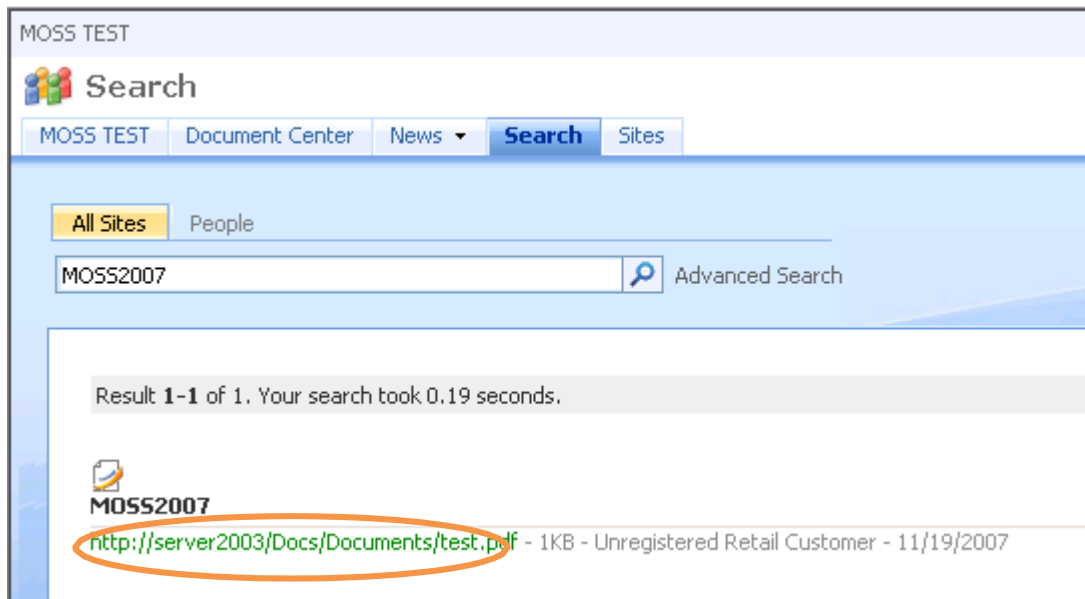 MOSS TEST
Search
MOSS TEST Document Center News Search Sites
All Sites People
MOSS2007 Advanced Search
Result 1-1 of 1. Your search took 0.19 seconds.
MOSS2007
http://server2003/Docs/Documents/test.pdf - 1KB - Unregistered Retail Customer - 11/19/2007